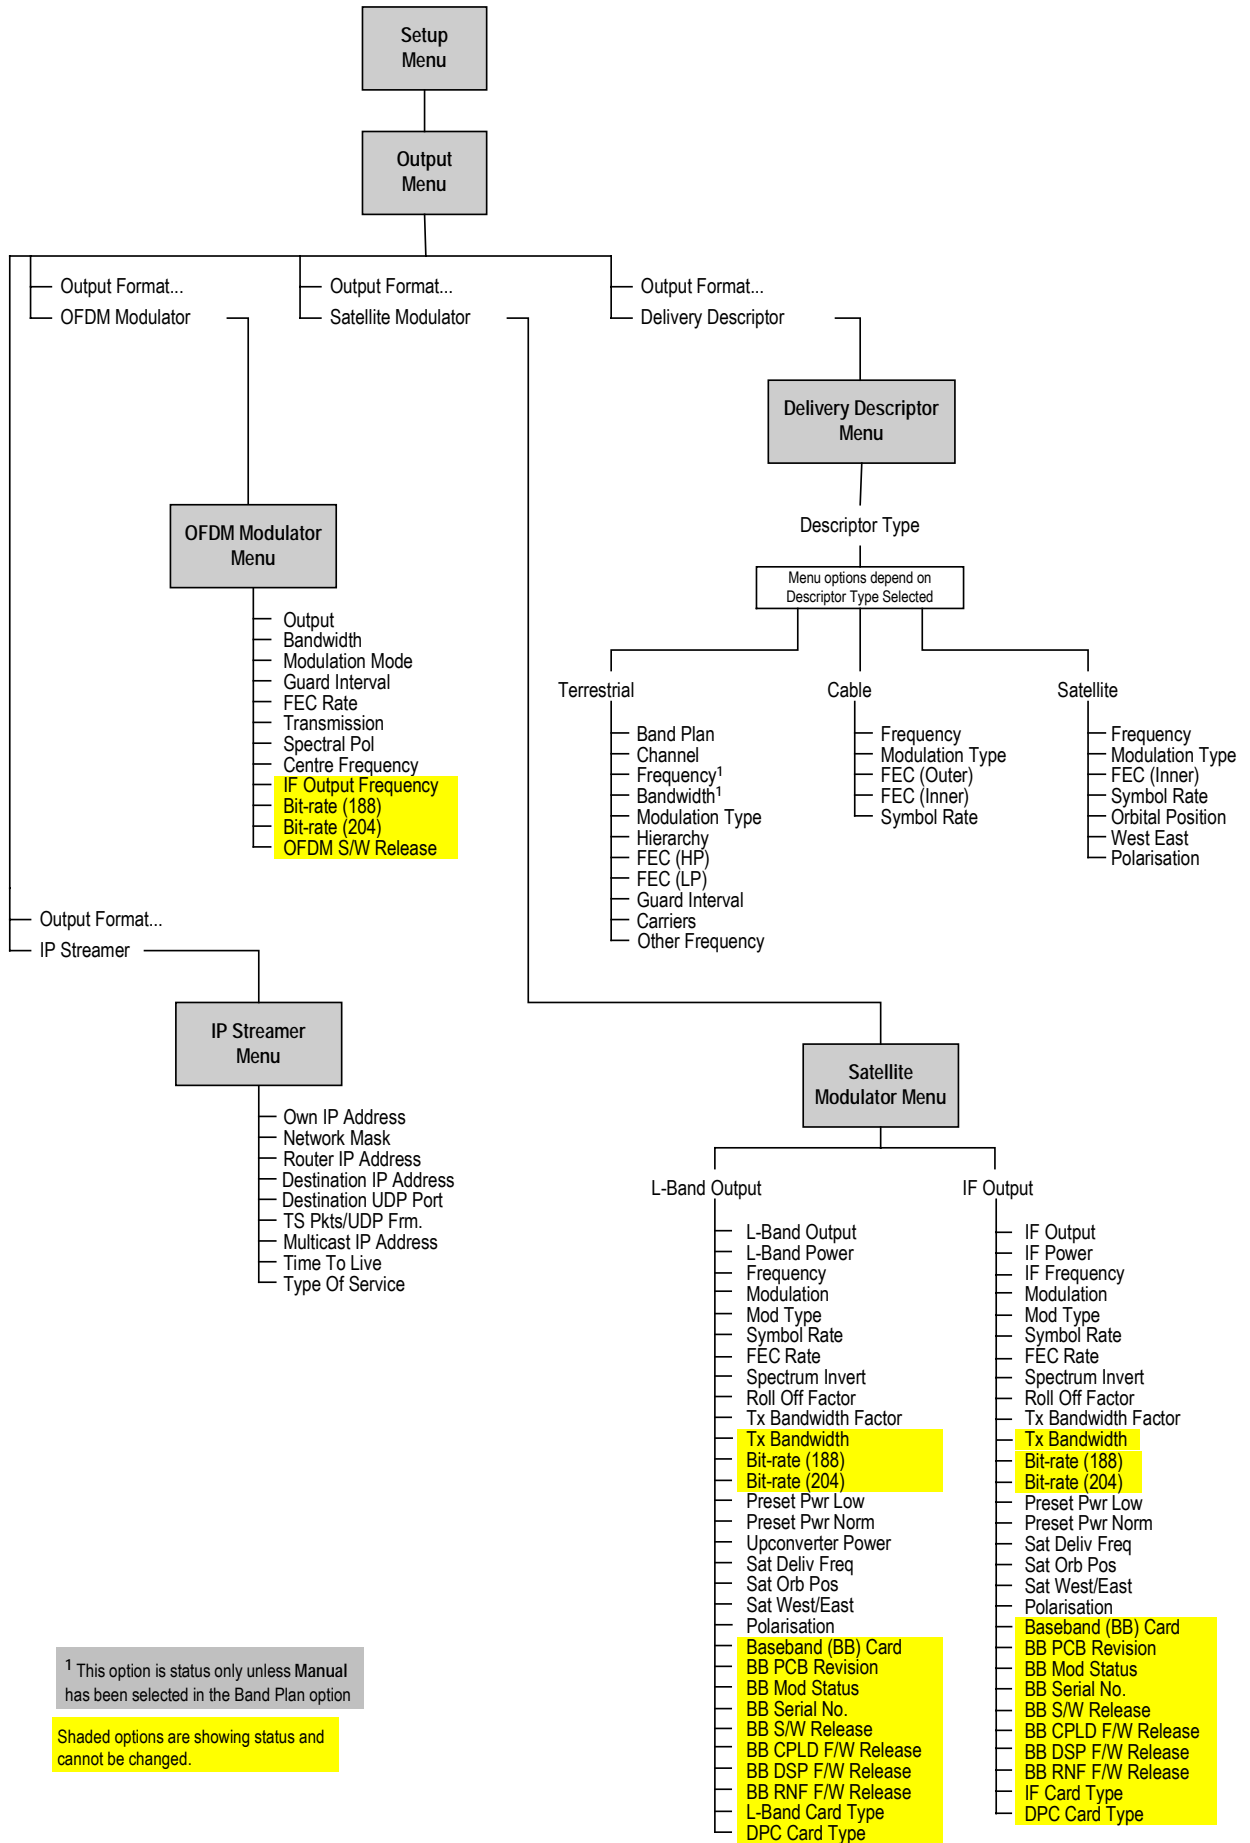 Setup
Menu
Output
Menu
Output Format...
OFDM Modulator
Output Format...
Satellite Modulator
Output Format...
Delivery Descriptor
Delivery Descriptor
Menu
Descriptor Type
Menu options depend on
Descriptor Type Selected
OFDM Modulator
Menu
Output
Bandwidth
Modulation Mode
Guard Interval
FEC Rate
Transmission
Spectral Pol
Centre Frequency
IF Output Frequency
Bit-rate (188)
Bit-rate (204)
OFDM S/W Release
Terrestrial
Band Plan
Channel
Frequency¹
Bandwidth¹
Modulation Type
Hierarchy
FEC (HP)
FEC (LP)
Guard Interval
Carriers
Other Frequency
Cable
Frequency
Modulation Type
FEC (Outer)
FEC (Inner)
Symbol Rate
Satellite
Frequency
Modulation Type
FEC (Inner)
Symbol Rate
Orbital Position
West East
Polarisation
Output Format...
IP Streamer
IP Streamer
Menu
Own IP Address
Network Mask
Router IP Address
Destination IP Address
Destination UDP Port
TS Pkts/UDP Frm.
Multicast IP Address
Time To Live
Type Of Service
Satellite
Modulator Menu
L-Band Output
L-Band Output
L-Band Power
Frequency
Modulation
Mod Type
Symbol Rate
FEC Rate
Spectrum Invert
Roll Off Factor
Tx Bandwidth Factor
Tx Bandwidth
Bit-rate (188)
Bit-rate (204)
Preset Pwr Low
Preset Pwr Norm
Upconverter Power
Sat Deliv Freq
Sat Orb Pos
Sat West/East
Polarisation
Baseband (BB) Card
BB PCB Revision
BB Mod Status
BB Serial No.
BB S/W Release
BB CPLD F/W Release
BB DSP F/W Release
BB RNF F/W Release
L-Band Card Type
DPC Card Type
IF Output
IF Output
IF Power
IF Frequency
Modulation
Mod Type
Symbol Rate
FEC Rate
Spectrum Invert
Roll Off Factor
Tx Bandwidth Factor
Tx Bandwidth
Bit-rate (188)
Bit-rate (204)
Preset Pwr Low
Preset Pwr Norm
Sat Deliv Freq
Sat Orb Pos
Sat West/East
Polarisation
Baseband (BB) Card
BB PCB Revision
BB Mod Status
BB Serial No.
BB S/W Release
BB CPLD F/W Release
BB DSP F/W Release
BB RNF F/W Release
IF Card Type
DPC Card Type
¹ This option is status only unless Manual
has been selected in the Band Plan option
Shaded options are showing status and
cannot be changed.